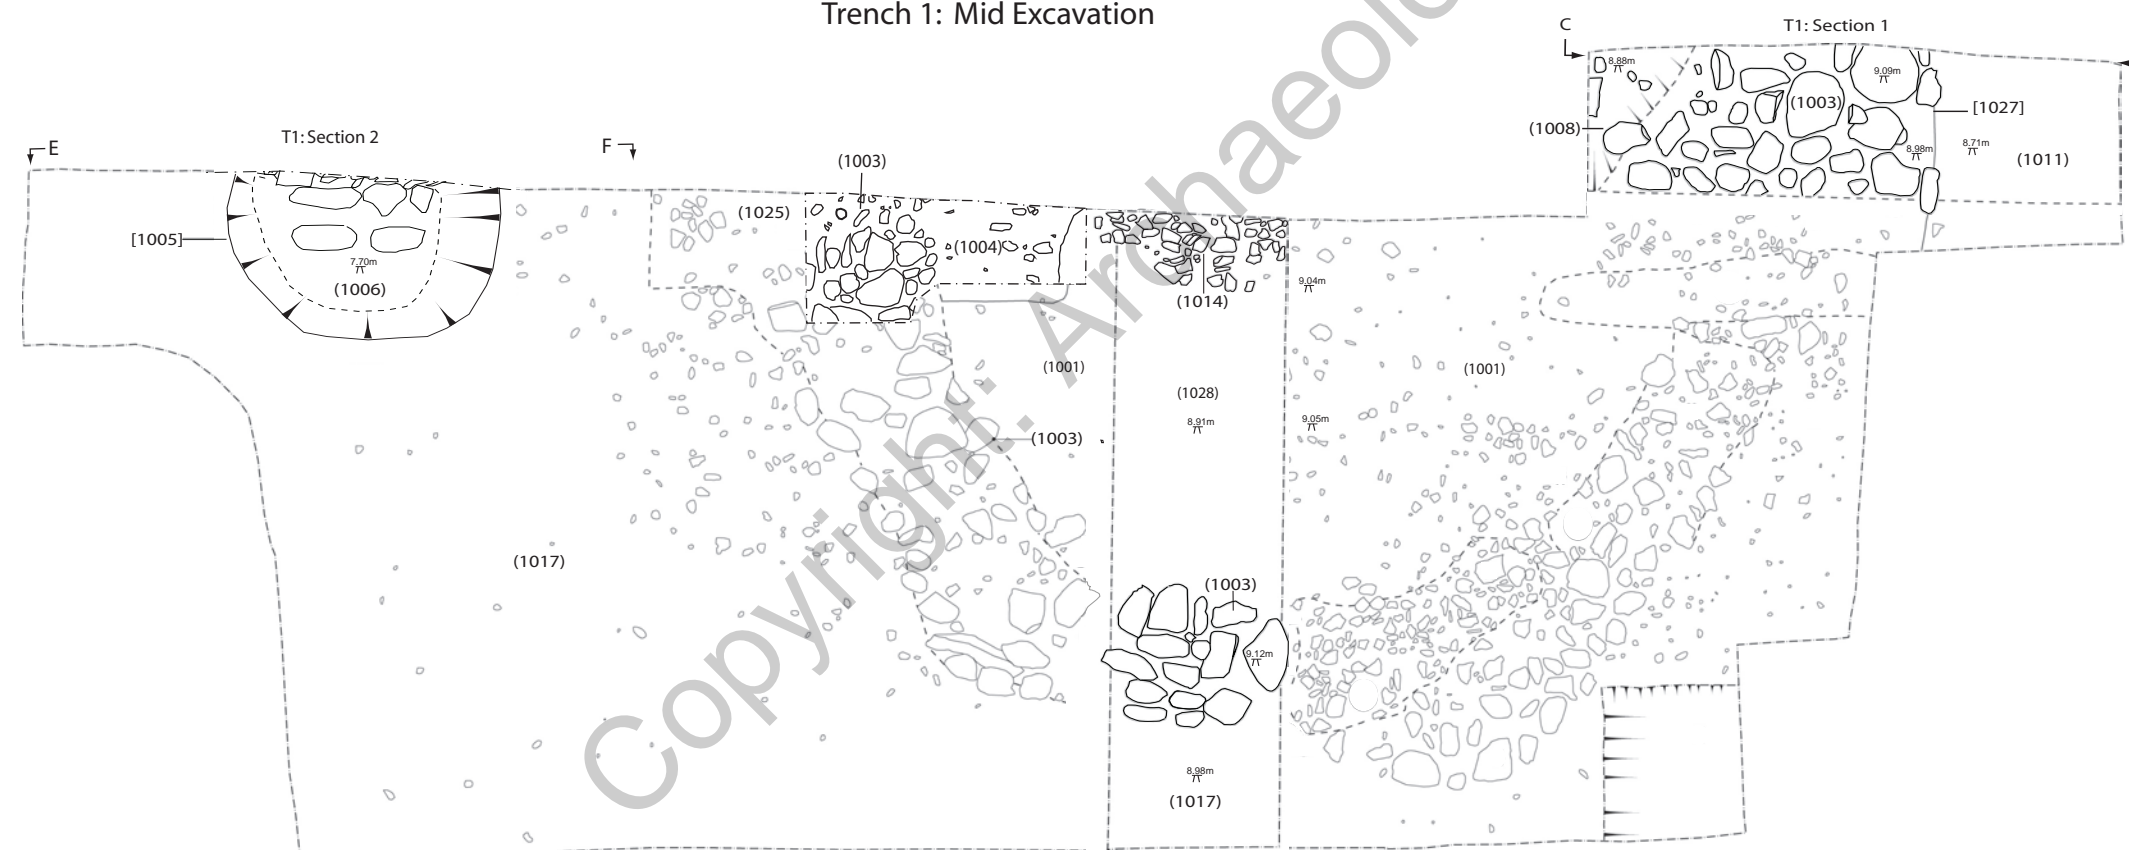 Trench 1: Mid Excavation
C
T1: Section 1
8.88m
9.09m
(1003)
[1027]
(1008)
8.98m
8.71m
(1011)
T1: Section 2
E
F
(1003)
[1005]
(1025)
(1004)
7.70m
(1006)
9.04m
(1014)
(1001)
(1001)
(1028)
8.91m
9.05m
(1003)
(1017)
(1003)
9.12m
8.98m
(1017)
Copyright: Archaeolo